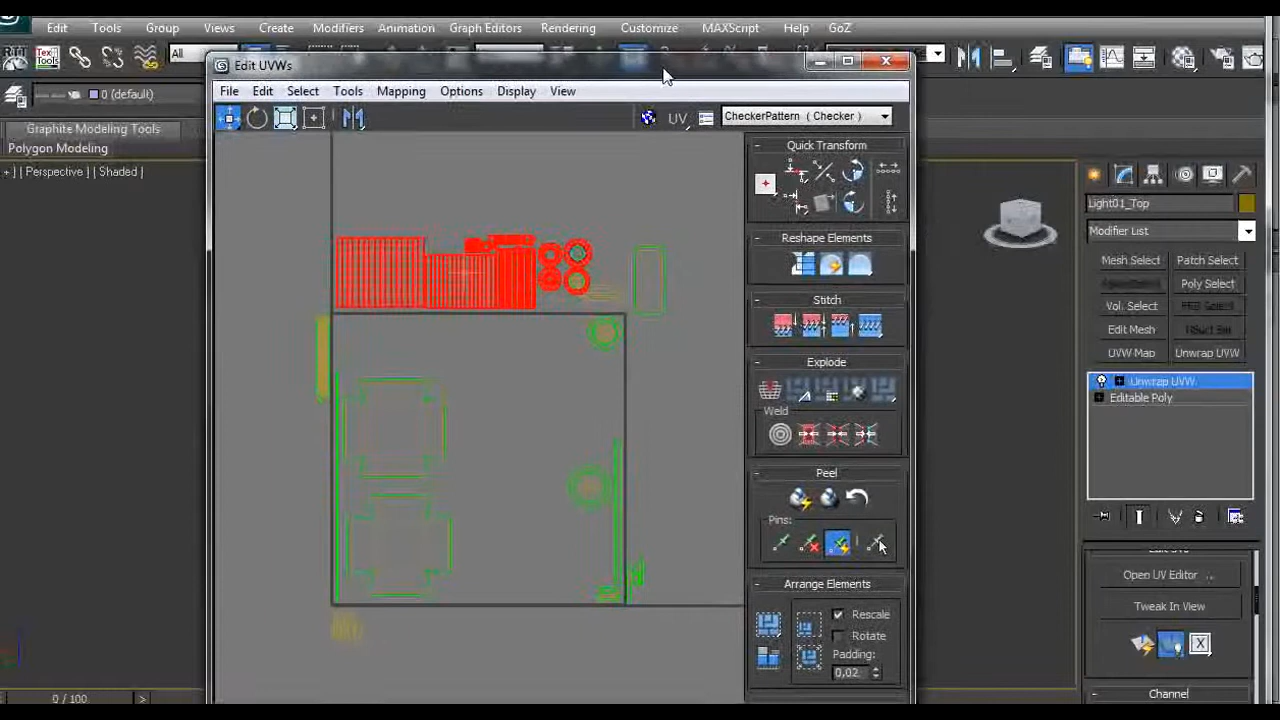 Edit Tools Group Views Create Modifiers Animation Graph Editors Rendering Customize MAXScript Help GoZ
RTT Text Tools All
Edit UVWs
0 (default)
File Edit Select Tools Mapping Options Display View
UV CheckerPattern ( Checker )
Graphite Modeling Tools
Polygon Modeling
+ ] [ Perspective ] [ Shaded ]
Quick Transform
Reshape Elements
Stitch
Explode
Weld
Peel
Pins:
Arrange Elements
Rescale
Rotate
Padding:
0,02
Light01_Top
Modifier List
Mesh Select Patch Select
Poly Select
Vol. Select
Edit Mesh
UVW Map Unwrap UVW
Unwrap UVW
Editable Poly
Open UV Editor ...
Tweak In View
Channel
0 / 100